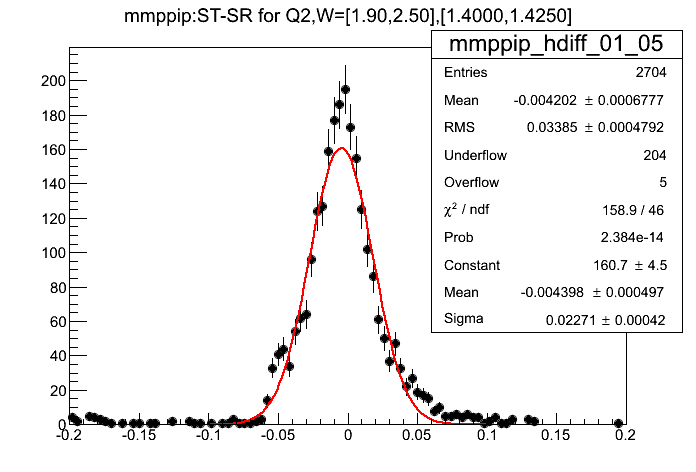 mmppip:ST-SR for Q2,W=[1.90,2.50],[1.4000,1.4250]
mmppip_hdiff_01_05
Entries 2704
Mean -0.004202 ± 0.0006777
RMS 0.03385 ± 0.0004792
Underflow 204
Overflow 5
χ² / ndf 158.9 / 46
Prob 2.384e-14
Constant 160.7 ± 4.5
Mean -0.004398 ± 0.000497
Sigma 0.02271 ± 0.00042
200
180
160
140
120
100
80
60
40
20
0
-0.2 -0.15 -0.1 -0.05 0 0.05 0.1 0.15 0.2